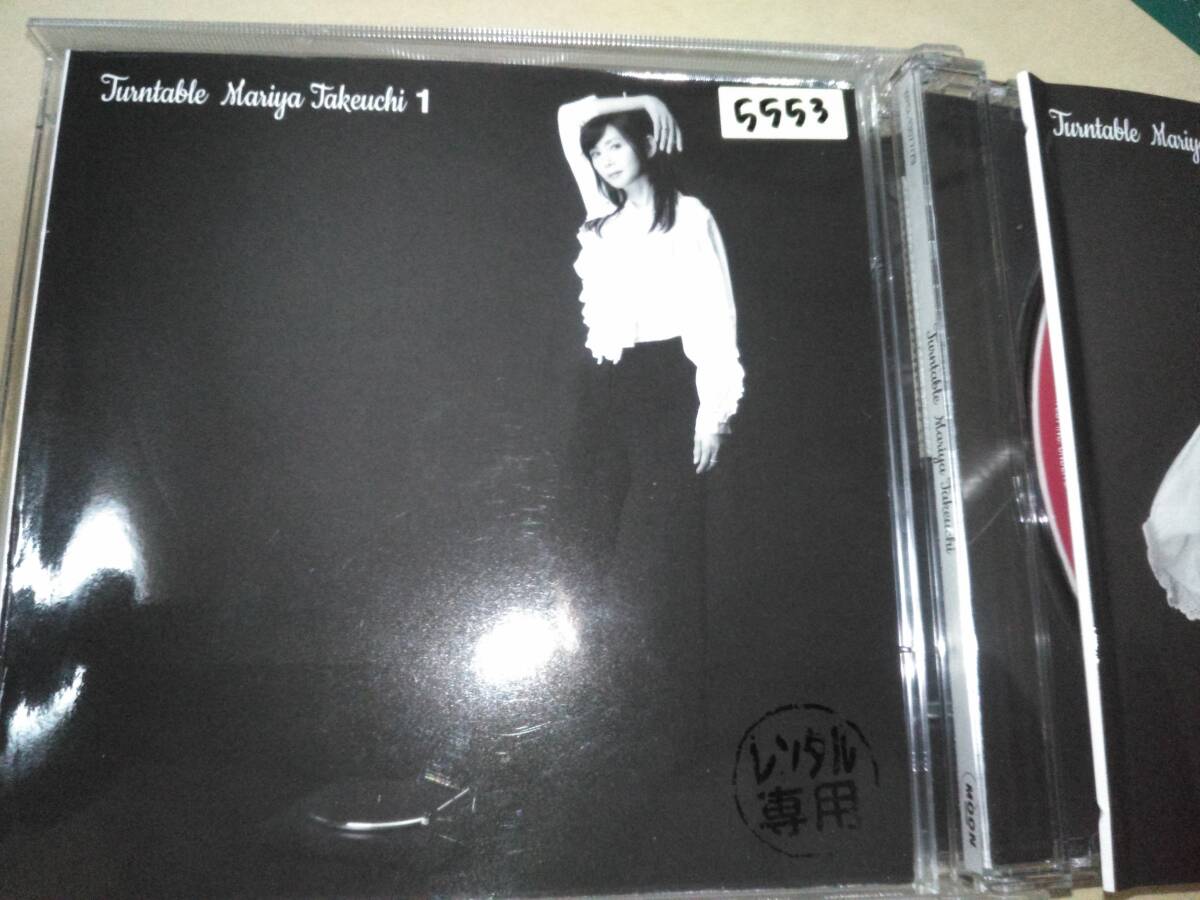 Turntable Mariya Takeuchi 1
5553
レンタル
専用
Turntable Mariya Takeuchi
MOON
Turntable Mariya